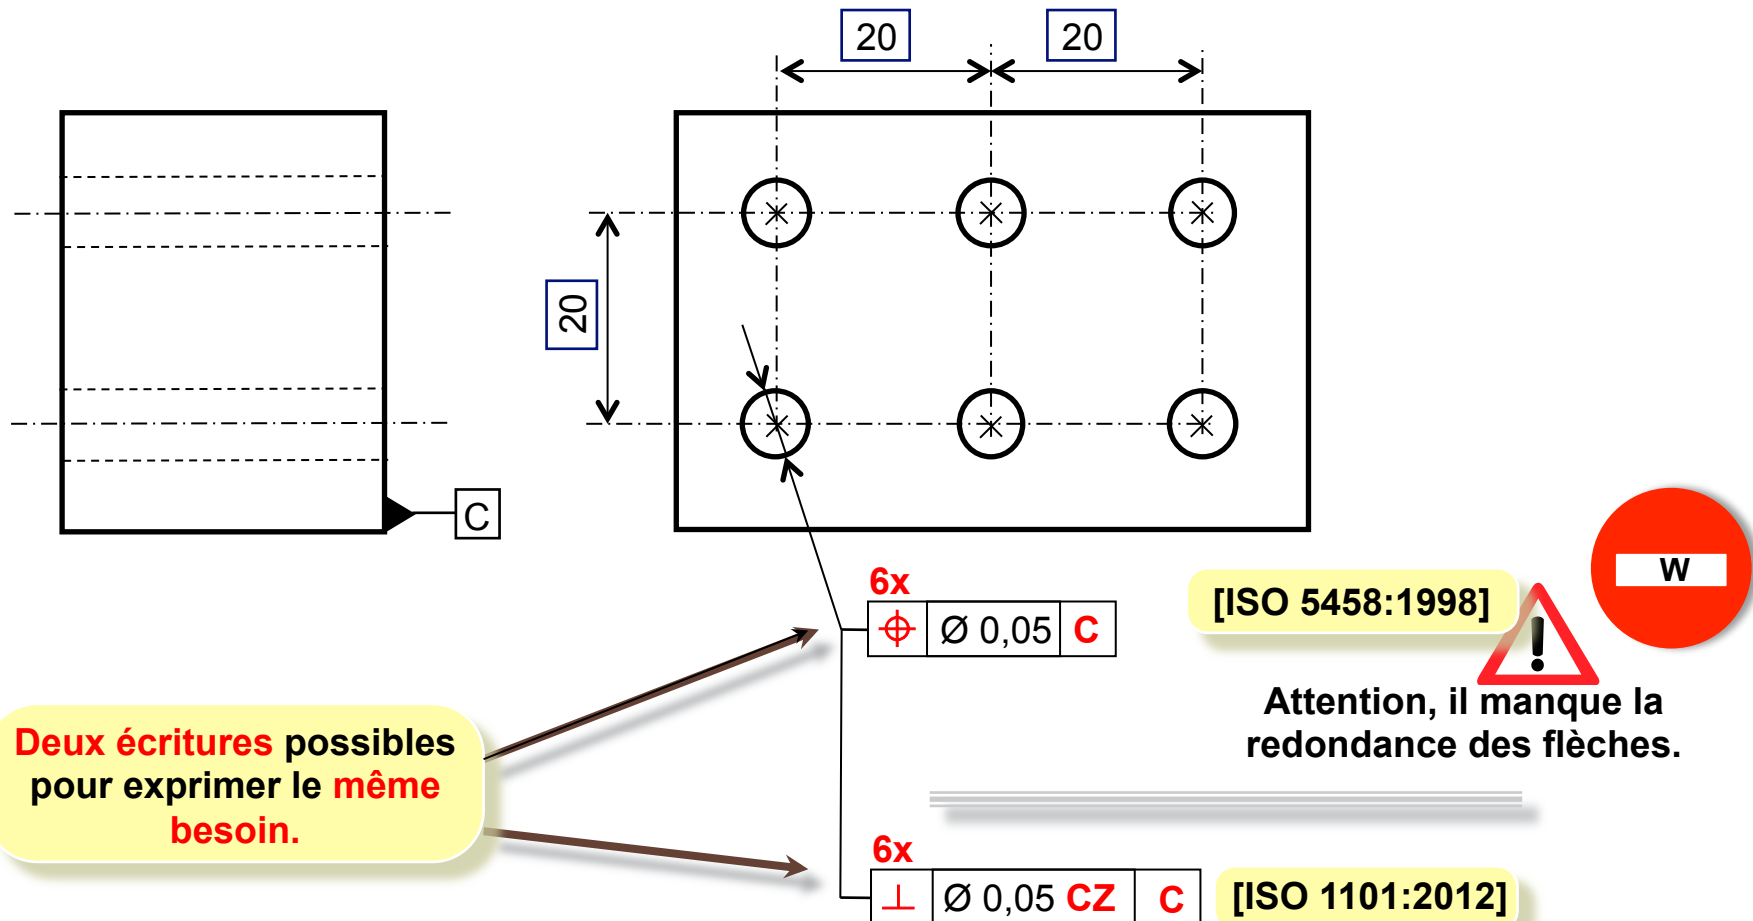 20
20
20
C
6x
⌖ Ø 0,05 C
[ISO 5458:1998]
W
!
Attention, il manque la
redondance des flèches.
Deux écritures possibles
pour exprimer le même
besoin.
6x
⊥ Ø 0,05 CZ C
[ISO 1101:2012]